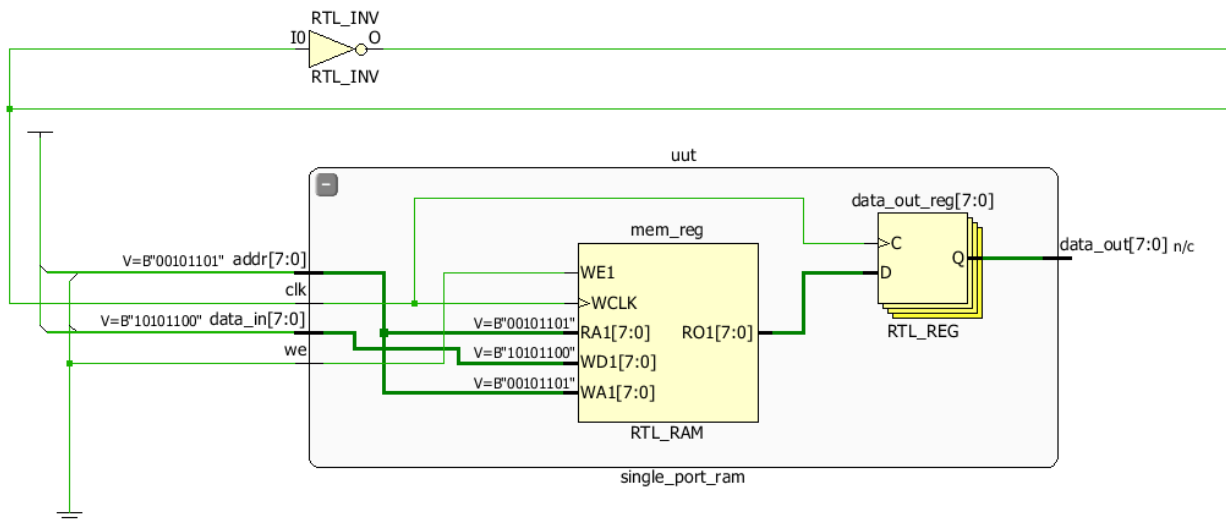 RTL_INV
I0
O
RTL_INV
uut
data_out_reg[7:0]
mem_reg
C
data_out[7:0] n/c
V=B"00101101" addr[7:0]
WE1
D
Q
clk
WCLK
V=B"10101100" data_in[7:0]
V=B"00101101"
RA1[7:0]
RO1[7:0]
RTL_REG
we
V=B"10101100"
WD1[7:0]
V=B"00101101"
WA1[7:0]
RTL_RAM
single_port_ram